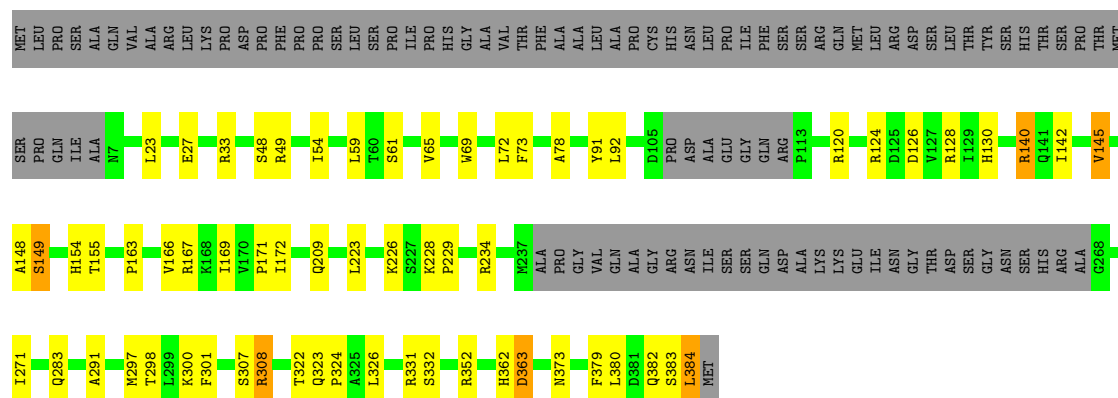 MET LEU PRO SER ALA GLN VAL ALA ARG LEU LYS PRO ASP PRO PHE PRO PRO SER LEU SER PRO ILE PRO HIS GLY ALA VAL THR PHE ALA ALA LEU ALA PRO CYS HIS ASN LEU PRO ILE PHE SER SER ARG GLN MET LEU ARG ASP SER LEU THR TYR SER HIS THR SER PRO THR MET
SER PRO GLN ILE ALA N7 L23 E27 R33 S48 R49 I54 L59 T60 S61 V65 W69 L72 F73 A78 Y91 L92 D105 PRO ASP ALA GLU GLY GLN ARG P113 R120 R124 D125 D126 V127 R128 I129 H130 R140 Q141 I142 V145
A148 S149 H154 T155 P163 V166 R167 K168 I169 V170 P171 I172 Q209 L223 K226 S227 K228 P229 R234 M237 ALA PRO GLY VAL GLN ALA GLY ARG ASN ILE SER SER GLN ASP ALA LYS LYS GLU ILE ASN GLY THR ASP SER GLY ASN SER HIS ARG ALA G268
I271 Q283 A291 M297 T298 L299 K300 F301 S307 R308 T322 Q323 P324 A325 L326 R331 S332 R352 H362 D363 N373 F379 L380 D381 Q382 S383 L384 MET